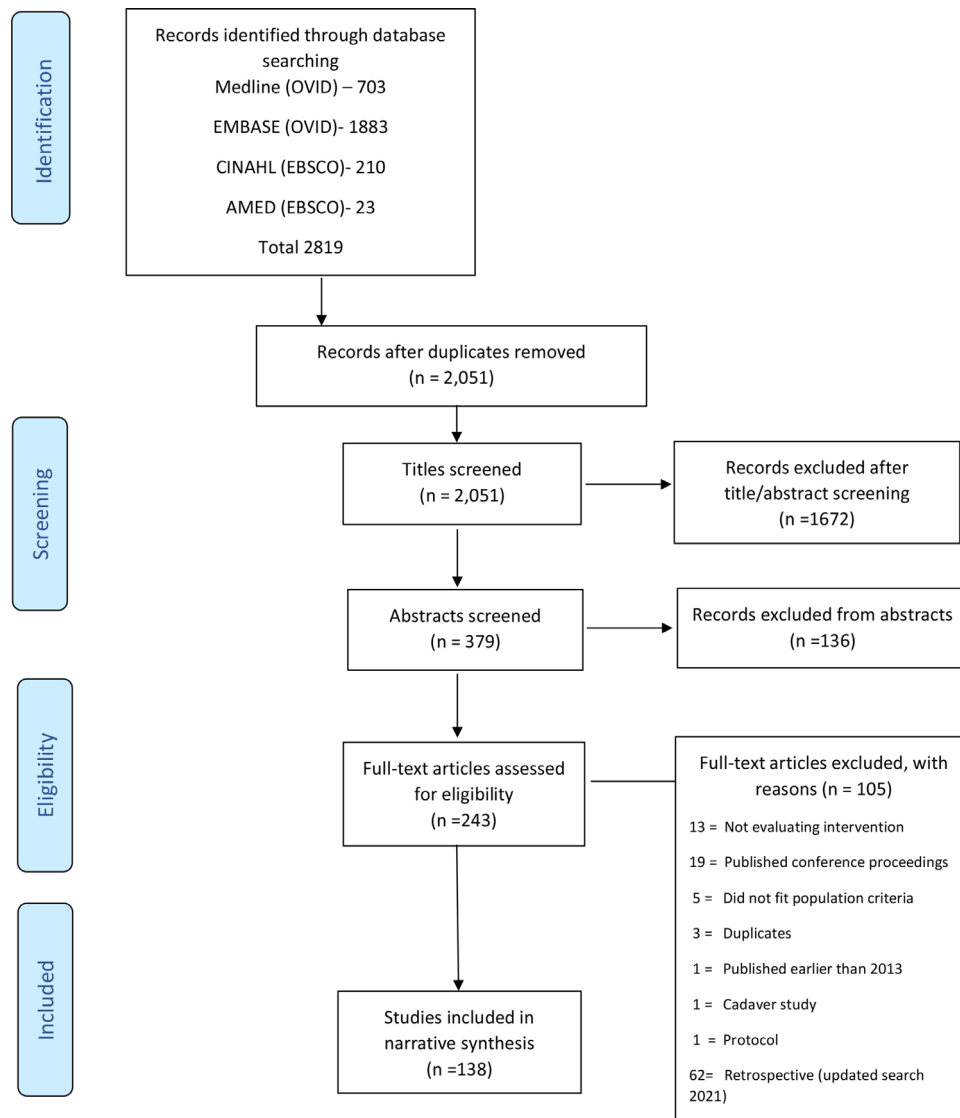 Identification
Records identified through database
searching
Medline (OVID) – 703
EMBASE (OVID)- 1883
CINAHL (EBSCO)- 210
AMED (EBSCO)- 23
Total 2819
Records after duplicates removed
(n = 2,051)
Screening
Titles screened
(n = 2,051)
Records excluded after
title/abstract screening
(n =1672)
Abstracts screened
(n = 379)
Records excluded from abstracts
(n =136)
Eligibility
Full-text articles assessed
for eligibility
(n =243)
Full-text articles excluded, with
reasons (n = 105)
13 = Not evaluating intervention
19 = Published conference proceedings
5 = Did not fit population criteria
3 = Duplicates
1 = Published earlier than 2013
1 = Cadaver study
1 = Protocol
62= Retrospective (updated search
2021)
Included
Studies included in
narrative synthesis
(n =138)